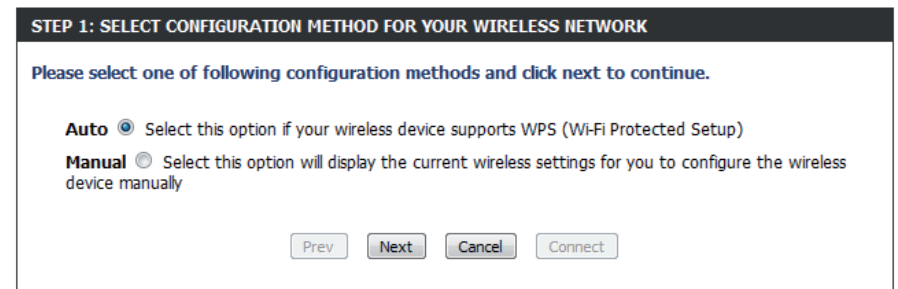 STEP 1: SELECT CONFIGURATION METHOD FOR YOUR WIRELESS NETWORK
Please select one of following configuration methods and click next to continue.
Auto Select this option if your wireless device supports WPS (Wi-Fi Protected Setup)
Manual Select this option will display the current wireless settings for you to configure the wireless
device manually
Prev Next Cancel Connect